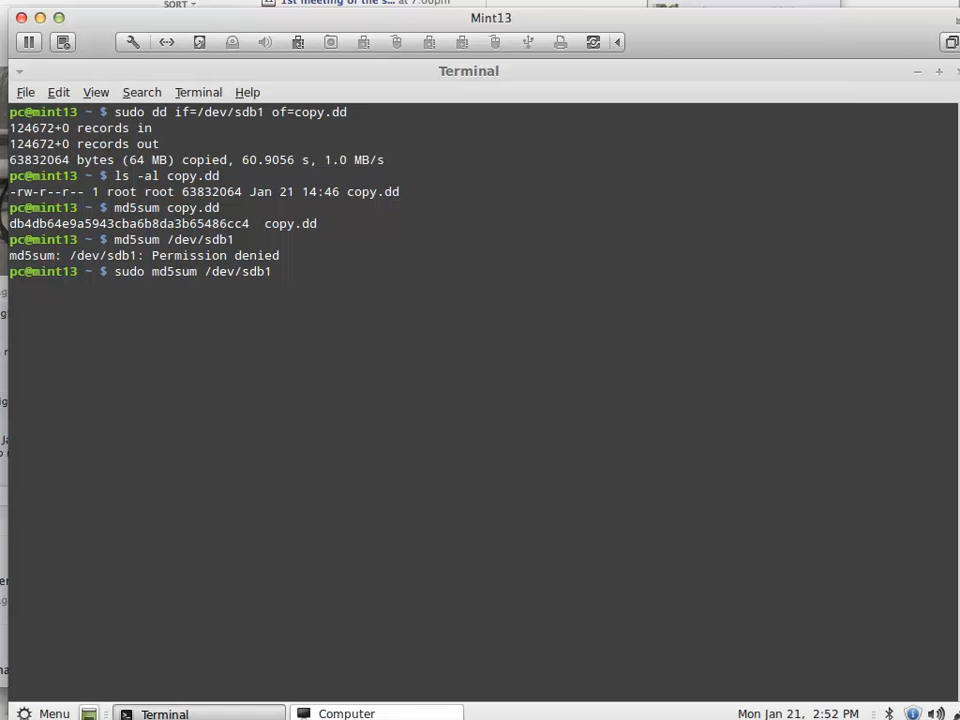 SORT
1st meeting of the s... at 7:00pm
Mint13
Terminal
File Edit View Search Terminal Help
pc@mint13 ~ $ sudo dd if=/dev/sdb1 of=copy.dd
124672+0 records in
124672+0 records out
63832064 bytes (64 MB) copied, 60.9056 s, 1.0 MB/s
pc@mint13 ~ $ ls -al copy.dd
-rw-r--r-- 1 root root 63832064 Jan 21 14:46 copy.dd
pc@mint13 ~ $ md5sum copy.dd
db4db64e9a5943cba6b8da3b65486cc4  copy.dd
pc@mint13 ~ $ md5sum /dev/sdb1
md5sum: /dev/sdb1: Permission denied
pc@mint13 ~ $ sudo md5sum /dev/sdb1
Menu Terminal Computer Mon Jan 21, 2:52 PM